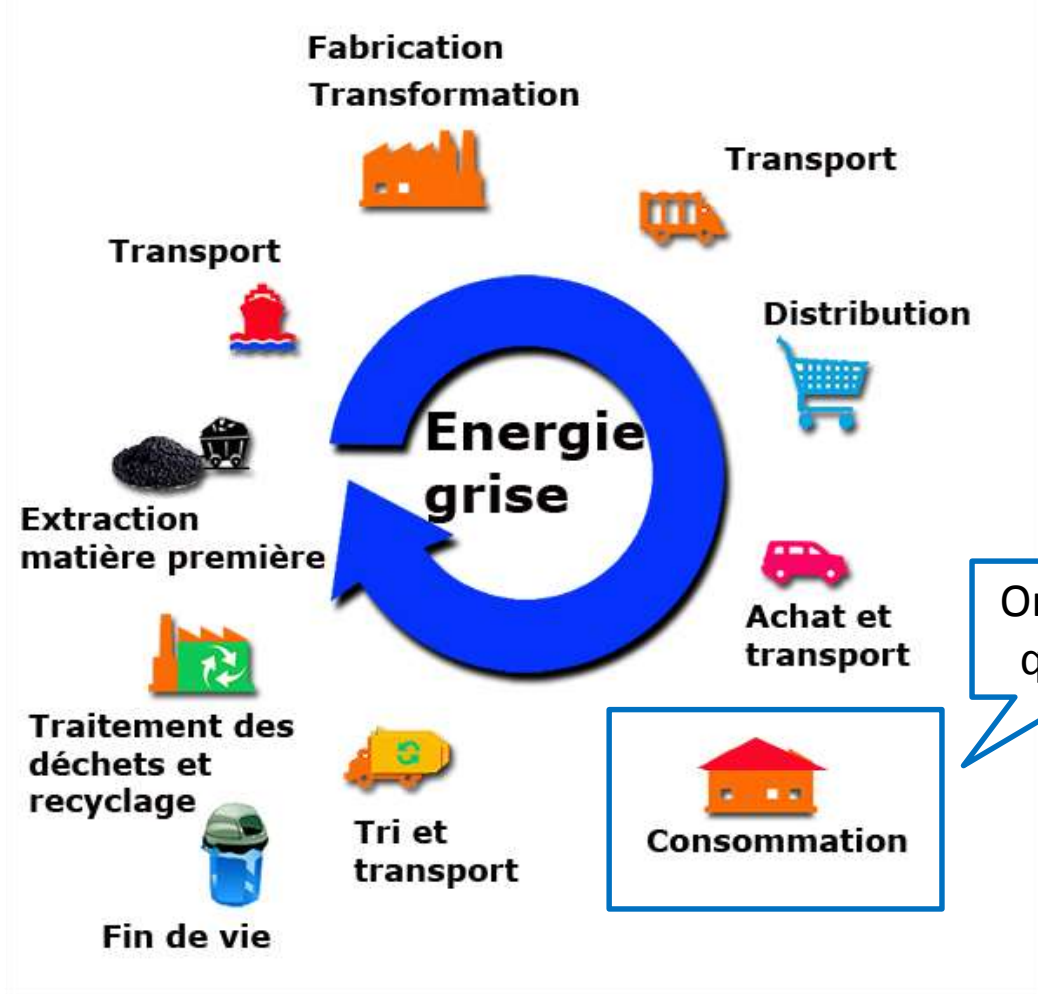 Fabrication
Transformation
Transport
Transport
Distribution
Energie
grise
Extraction
matière première
Achat et
transport
Traitement des
déchets et
recyclage
Tri et
transport
Consommation
Fin de vie